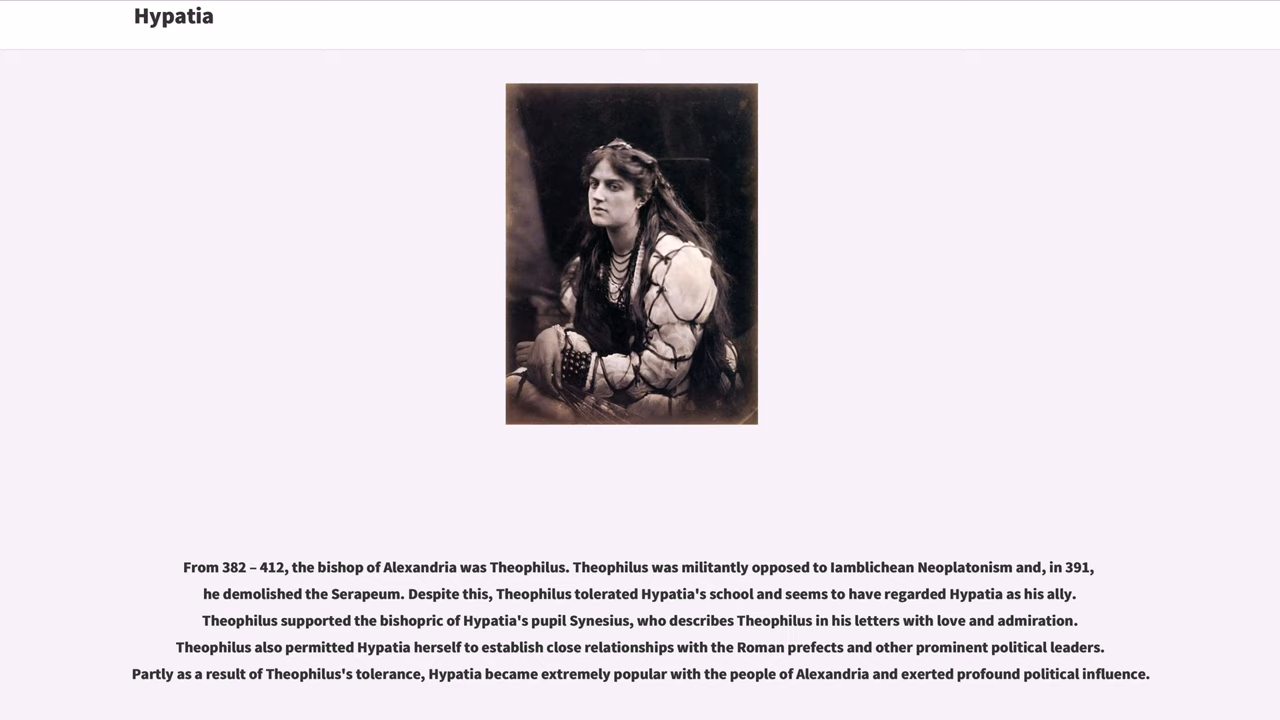 Hypatia
From 382 – 412, the bishop of Alexandria was Theophilus. Theophilus was militantly opposed to Iamblichean Neoplatonism and, in 391,
he demolished the Serapeum. Despite this, Theophilus tolerated Hypatia's school and seems to have regarded Hypatia as his ally.
Theophilus supported the bishopric of Hypatia's pupil Synesius, who describes Theophilus in his letters with love and admiration.
Theophilus also permitted Hypatia herself to establish close relationships with the Roman prefects and other prominent political leaders.
Partly as a result of Theophilus's tolerance, Hypatia became extremely popular with the people of Alexandria and exerted profound political influence.